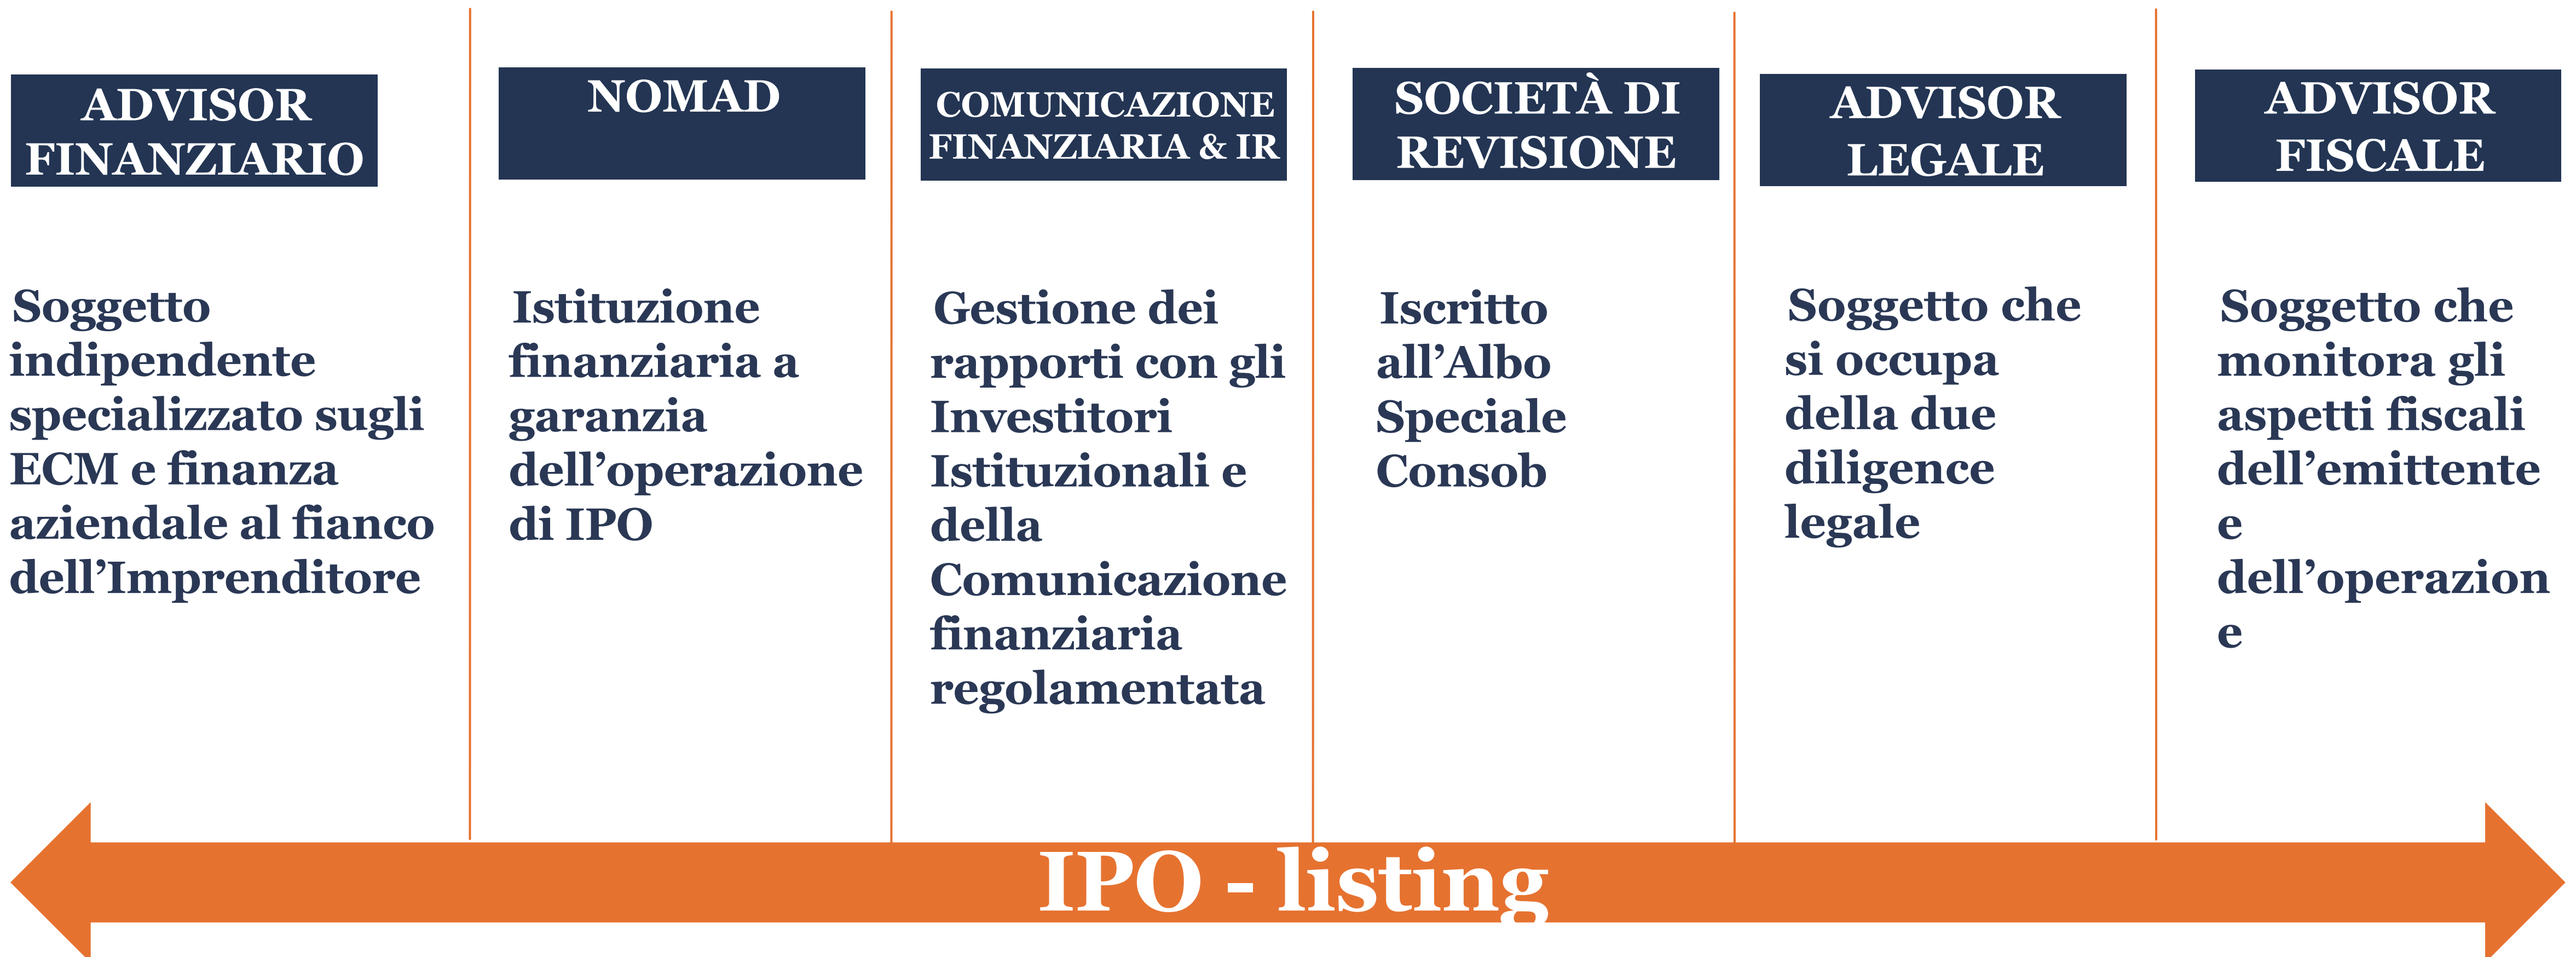 ADVISOR
FINANZIARIO
Soggetto
indipendente
specializzato sugli
ECM e finanza
aziendale al fianco
dell’Imprenditore
NOMAD
Istituzione
finanziaria a
garanzia
dell’operazione
di IPO
COMUNICAZIONE
FINANZIARIA & IR
Gestione dei
rapporti con gli
Investitori
Istituzionali e
della
Comunicazione
finanziaria
regolamentata
SOCIETÀ DI
REVISIONE
Iscritto
all’Albo
Speciale
Consob
ADVISOR
LEGALE
Soggetto che
si occupa
della due
diligence
legale
ADVISOR
FISCALE
Soggetto che
monitora gli
aspetti fiscali
dell’emittente
e
dell’operazion
e
IPO - listing